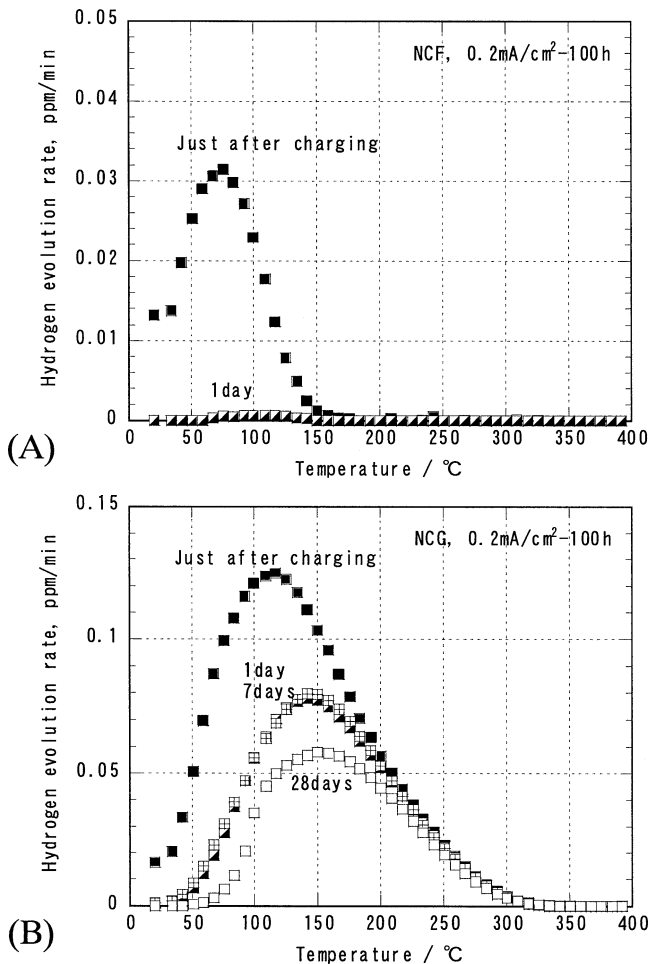 0.05
NCF, 0.2mA/cm²-100h
0.04
Just after charging
0.03
0.02
0.01
1day
0
0 50 100 150 200 250 300 350 400
Hydrogen evolution rate, ppm/min
Temperature / ℃
(A)
0.15
NCG, 0.2mA/cm²-100h
Just after charging
0.1
1day
7days
0.05
28days
0
0 50 100 150 200 250 300 350 400
Hydrogen evolution rate, ppm/min
Temperature / ℃
(B)